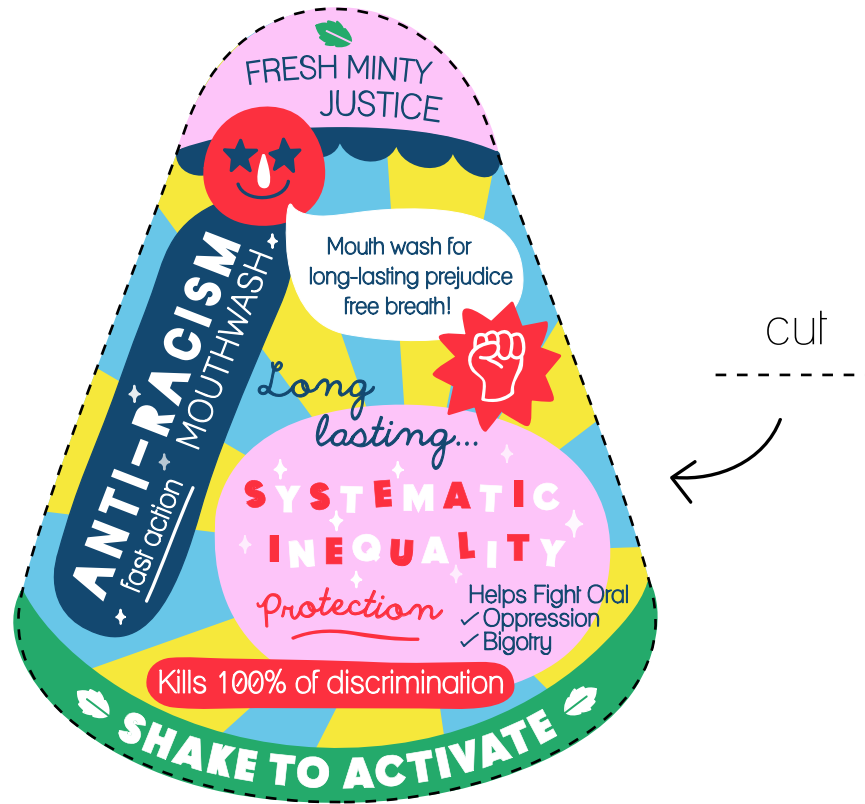 FRESH MINTY
JUSTICE
ANTI-RACISM
MOUTHWASH
fast action
Mouth wash for
long-lasting prejudice
free breath!
Long
lasting...
SYSTEMATIC
INEQUALITY
Protection
Helps Fight Oral
Oppression
Bigotry
Kills 100% of discrimination
SHAKE TO ACTIVATE
cut